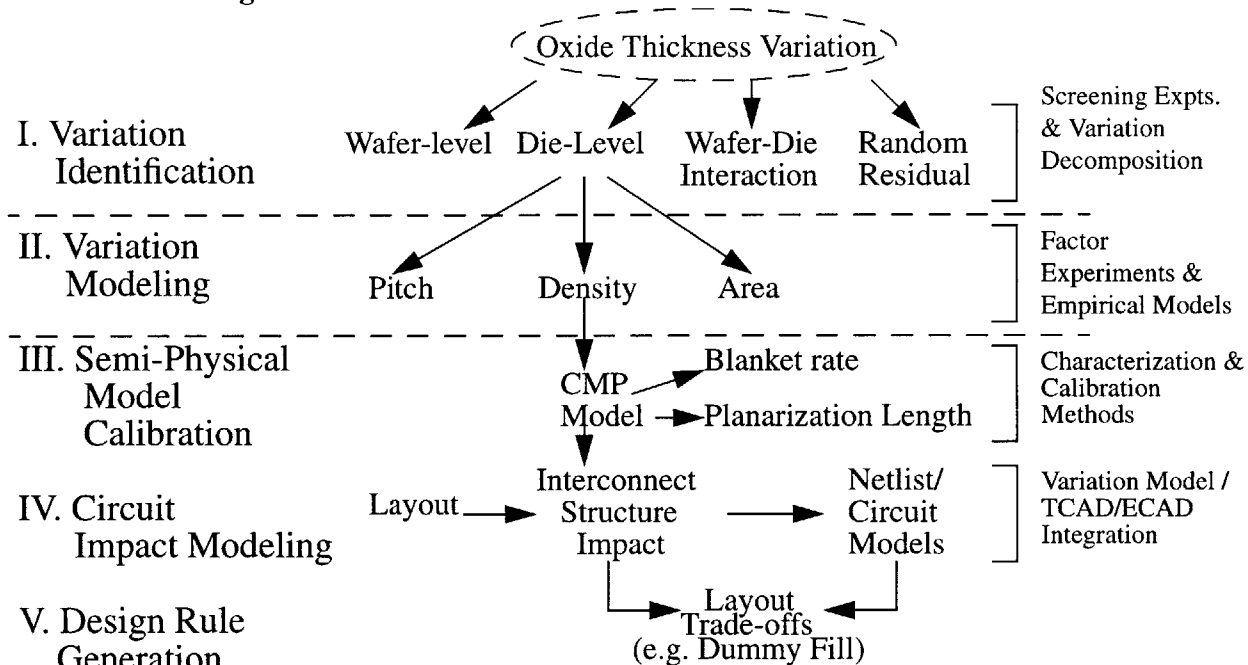 Oxide Thickness Variation
I. Variation
Identification
Wafer-level
Die-Level
Wafer-Die
Interaction
Random
Residual
Screening Expts.
& Variation
Decomposition
II. Variation
Modeling
Pitch
Density
Area
Factor
Experiments &
Empirical Models
III. Semi-Physical
Model
Calibration
CMP
Model
Blanket rate
Planarization Length
Characterization &
Calibration
Methods
IV. Circuit
Impact Modeling
Layout
Interconnect
Structure
Impact
Netlist/
Circuit
Models
Variation Model /
TCAD/ECAD
Integration
V. Design Rule
Generation
Layout
Trade-offs
(e.g. Dummy Fill)